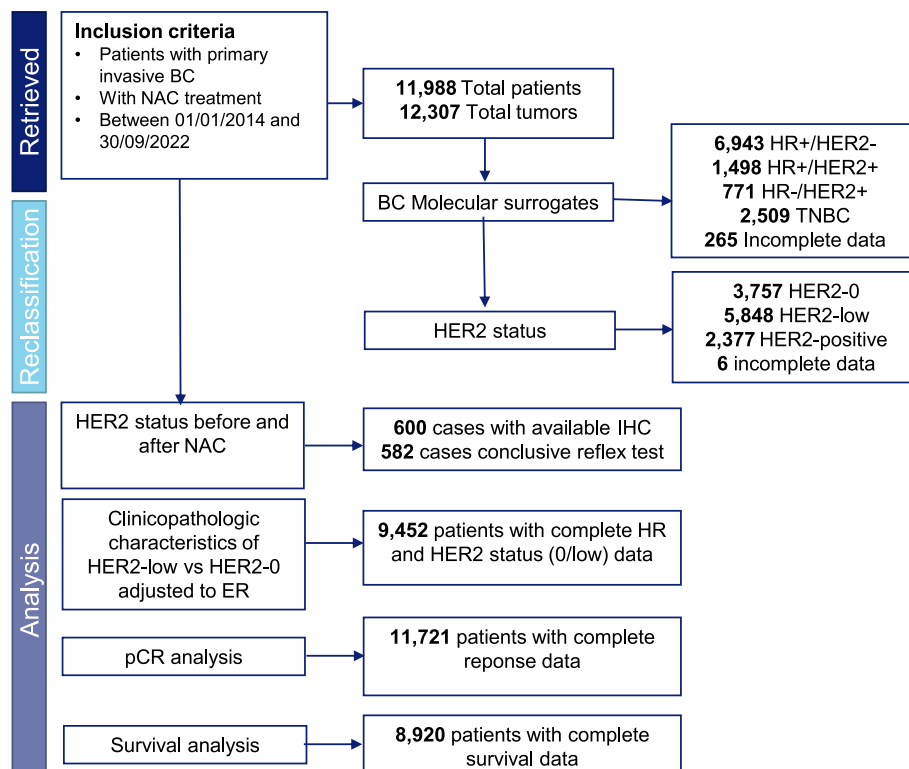 Retrieved
Inclusion criteria
• Patients with primary
invasive BC
• With NAC treatment
• Between 01/01/2014 and
30/09/2022
11,988 Total patients
12,307 Total tumors
BC Molecular surrogates
6,943 HR+/HER2-
1,498 HR+/HER2+
771 HR-/HER2+
2,509 TNBC
265 Incomplete data
Reclassification
HER2 status
3,757 HER2-0
5,848 HER2-low
2,377 HER2-positive
6 incomplete data
Analysis
HER2 status before and
after NAC
600 cases with available IHC
582 cases conclusive reflex test
Clinicopathologic
characteristics of
HER2-low vs HER2-0
adjusted to ER
9,452 patients with complete HR
and HER2 status (0/low) data
pCR analysis
11,721 patients with complete
reponse data
Survival analysis
8,920 patients with complete
survival data